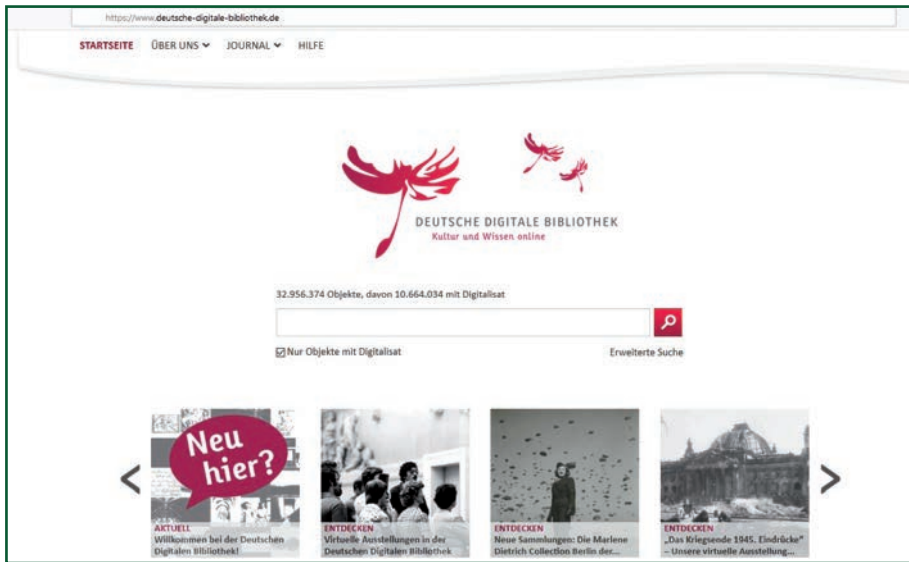 https://www.deutsche-digitale-bibliothek.de
STARTSEITE ÜBER UNS JOURNAL HILFE
DEUTSCHE DIGITALE BIBLIOTHEK
Kultur und Wissen online
32.956.374 Objekte, davon 10.664.034 mit Digitalisat
Nur Objekte mit Digitalisat Erweiterte Suche
Neu
hier?
AKTUELL
Willkommen bei der Deutschen
Digitalen Bibliothek!
ENTDECKEN
Virtuelle Ausstellungen in der
Deutschen Digitalen Bibliothek
ENTDECKEN
Neue Sammlungen: Die Marlene
Dietrich Collection Berlin der...
ENTDECKEN
„Das Kriegsende 1945. Eindrücke“
– Unsere virtuelle Ausstellung...